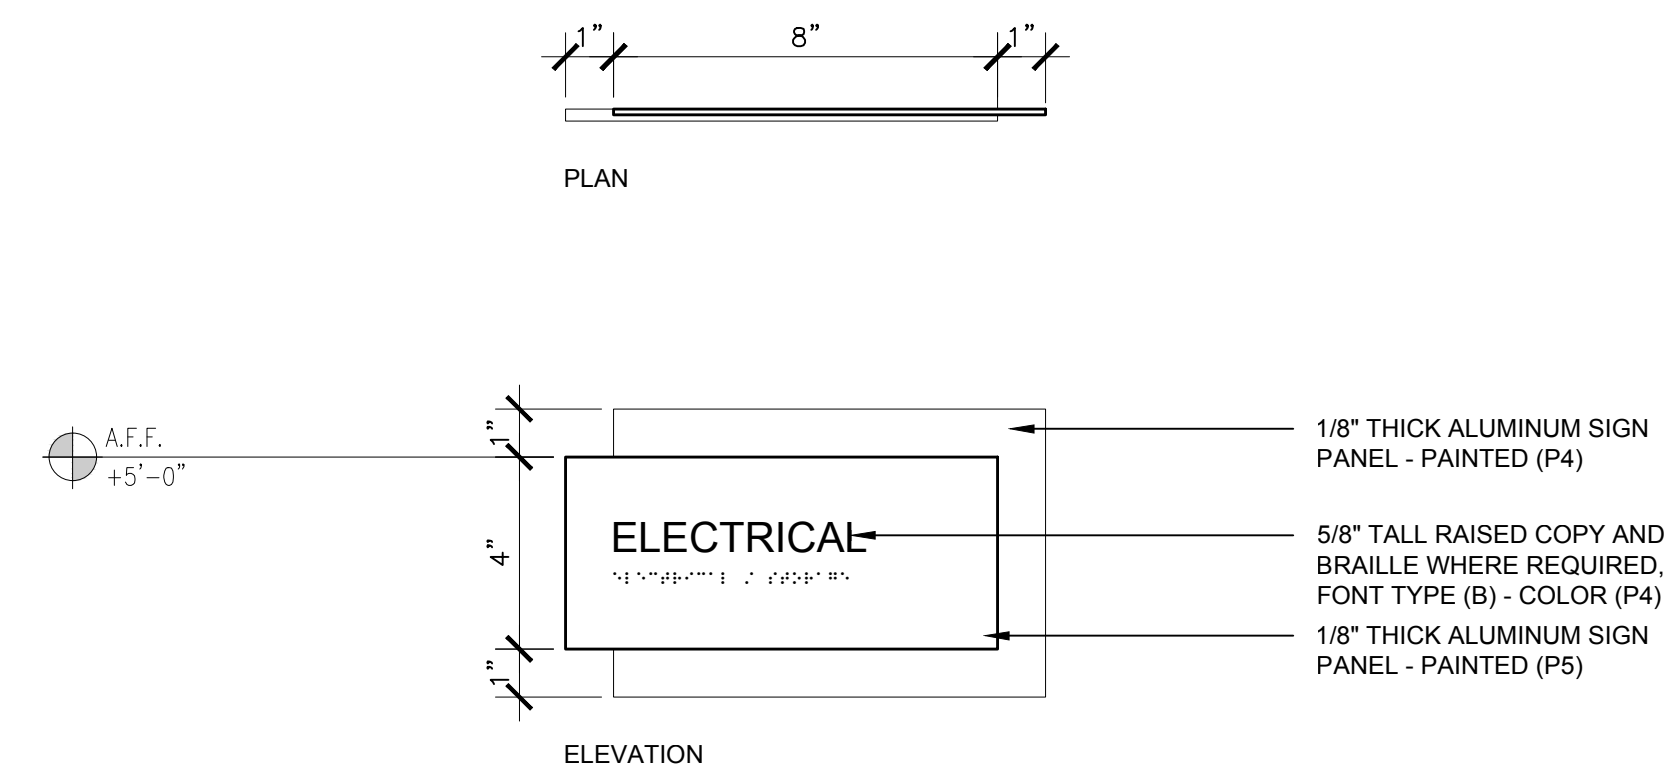 1” 8” 1”
PLAN
A.F.F.
+5'-0”
1”
4”
1”
ELECTRICAL
1/8" THICK ALUMINUM SIGN
PANEL - PAINTED (P4)
5/8" TALL RAISED COPY AND
BRAILLE WHERE REQUIRED,
FONT TYPE (B) - COLOR (P4)
1/8" THICK ALUMINUM SIGN
PANEL - PAINTED (P5)
ELEVATION